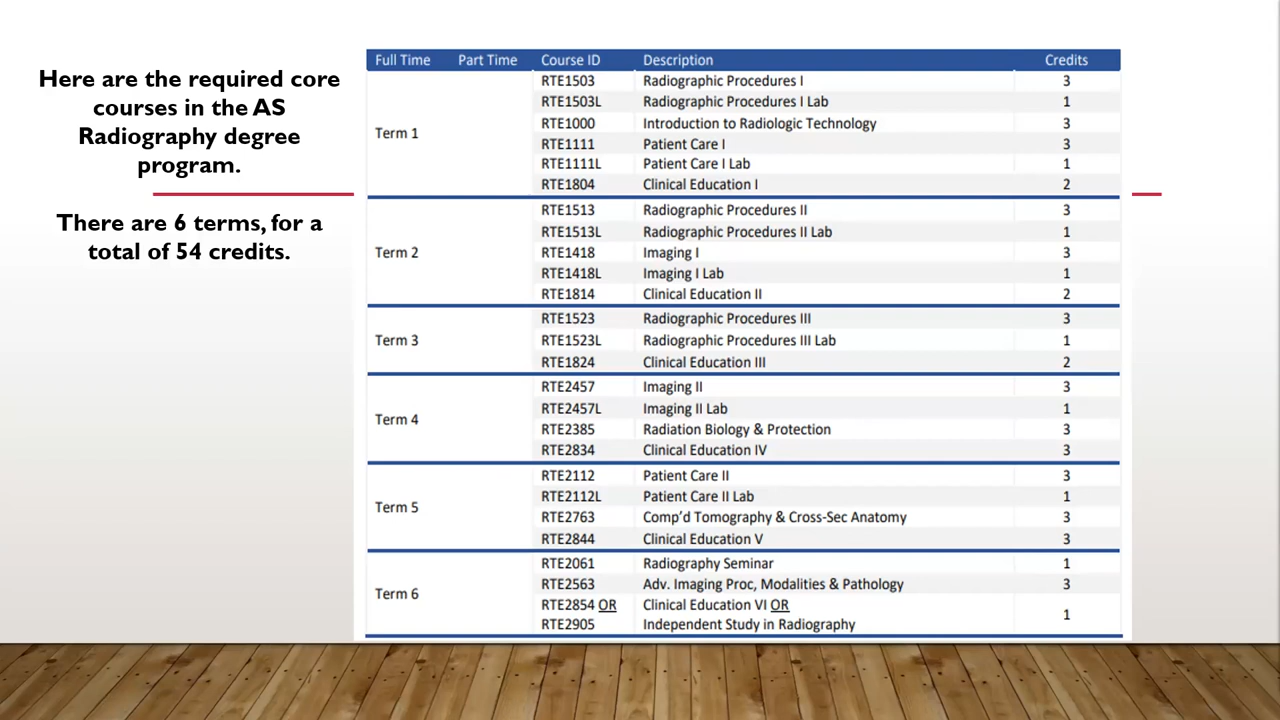 Here are the required core
courses in the AS
Radiography degree
program.
There are 6 terms, for a
total of 54 credits.
Full Time Part Time Course ID Description Credits
Term 1
RTE1503 Radiographic Procedures I 3
RTE1503L Radiographic Procedures I Lab 1
RTE1000 Introduction to Radiologic Technology 3
RTE1111 Patient Care I 3
RTE1111L Patient Care I Lab 1
RTE1804 Clinical Education I 2
Term 2
RTE1513 Radiographic Procedures II 3
RTE1513L Radiographic Procedures II Lab 1
RTE1418 Imaging I 3
RTE1418L Imaging I Lab 1
RTE1814 Clinical Education II 2
Term 3
RTE1523 Radiographic Procedures III 3
RTE1523L Radiographic Procedures III Lab 1
RTE1824 Clinical Education III 2
Term 4
RTE2457 Imaging II 3
RTE2457L Imaging II Lab 1
RTE2385 Radiation Biology & Protection 3
RTE2834 Clinical Education IV 3
Term 5
RTE2112 Patient Care II 3
RTE2112L Patient Care II Lab 1
RTE2763 Comp’d Tomography & Cross-Sec Anatomy 3
RTE2844 Clinical Education V 3
Term 6
RTE2061 Radiography Seminar 1
RTE2563 Adv. Imaging Proc, Modalities & Pathology 3
RTE2854 OR Clinical Education VI OR
RTE2905 Independent Study in Radiography 1